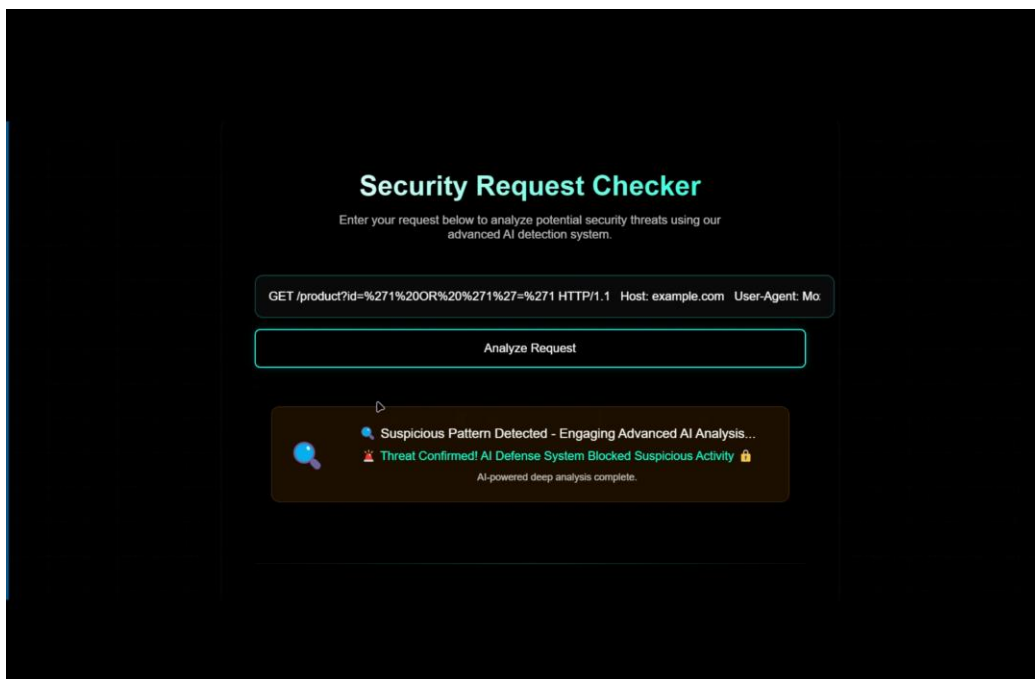 Security Request Checker
Enter your request below to analyze potential security threats using our
advanced AI detection system.
GET /product?id=%271%20OR%20%271%27=%271 HTTP/1.1 Host: example.com User-Agent: Mo
Analyze Request
Suspicious Pattern Detected - Engaging Advanced AI Analysis...
Threat Confirmed! AI Defense System Blocked Suspicious Activity
AI-powered deep analysis complete.